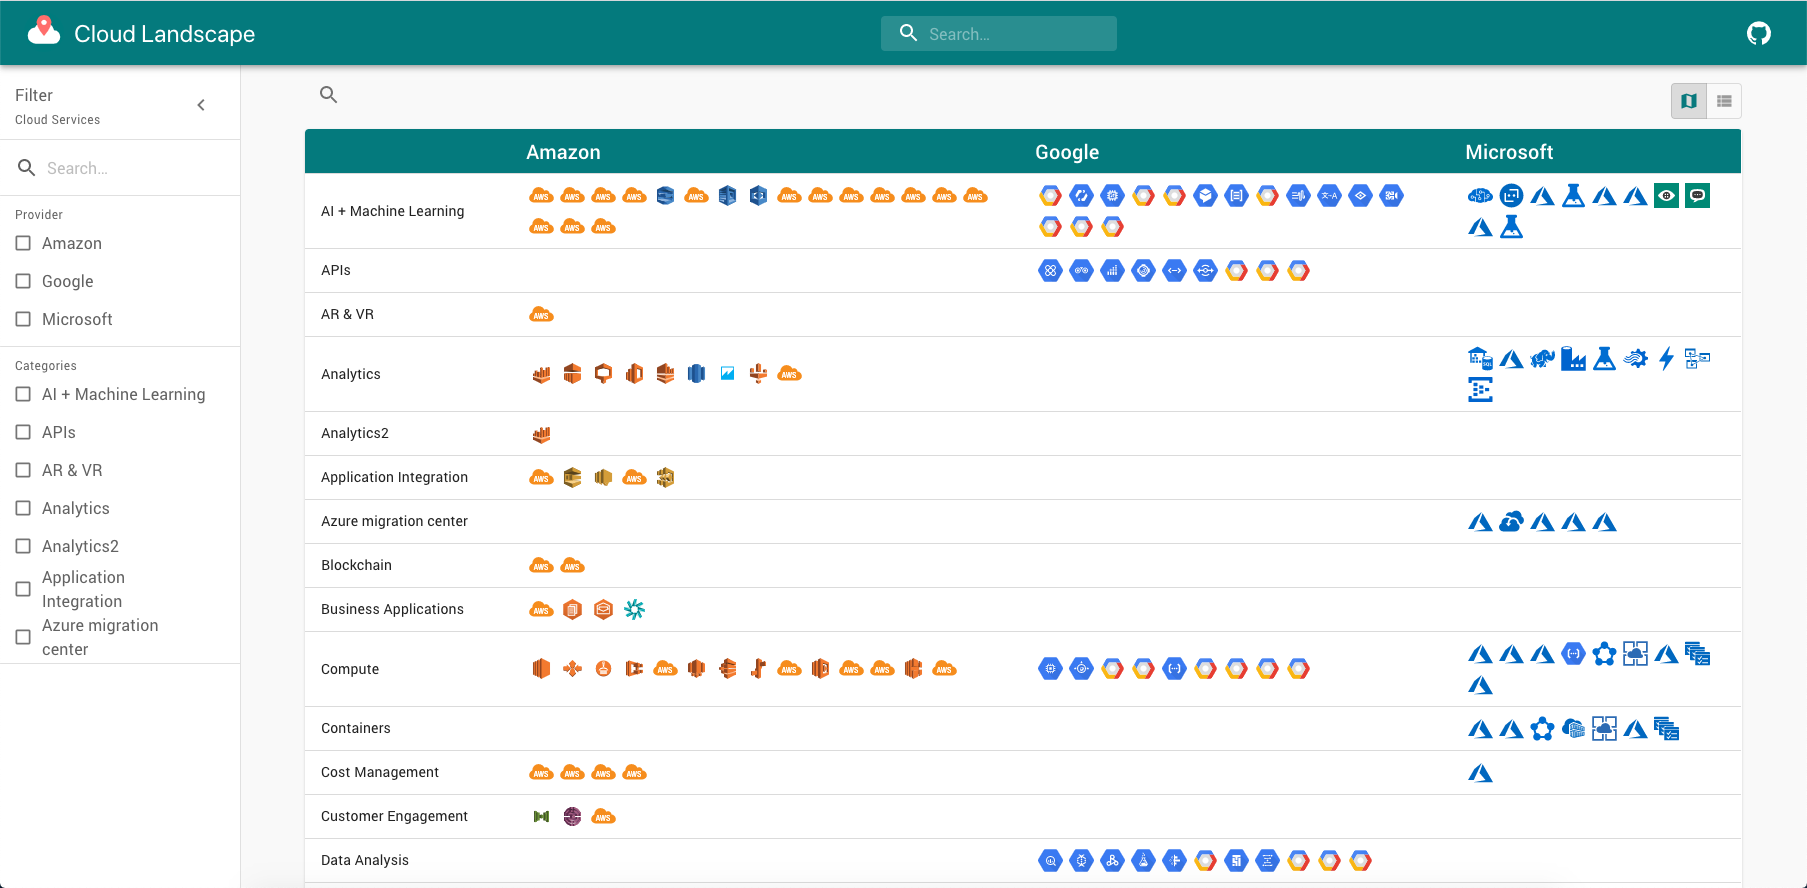 Cloud Landscape
Search...
Filter
Cloud Services
Search...
Provider
Amazon
Google
Microsoft
Categories
AI + Machine Learning
APIs
AR & VR
Analytics
Analytics2
Application
Integration
Azure migration
center
Amazon Google Microsoft
AI + Machine Learning
AWS AWS AWS AWS AWS AWS AWS AWS AWS AWS AWS AWS
AWS AWS AWS
APIs
AR & VR AWS
Analytics AWS
Analytics2
Application Integration AWS AWS
Azure migration center
Blockchain AWS AWS
Business Applications AWS
Compute AWS AWS AWS AWS AWS
Containers
Cost Management AWS AWS AWS AWS
Customer Engagement AWS
Data Analysis